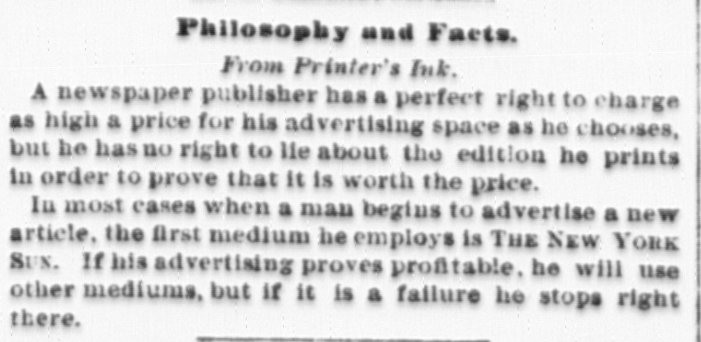 Philosophy and Facts.
From Printer's Ink.
A newspaper publisher has a perfect right to charge
as high a price for his advertising space as he chooses,
but he has no right to lie about the edition he prints
in order to prove that it is worth the price.
In most cases when a man begins to advertise a new
article, the first medium he employs is THE NEW YORK
SUN. If his advertising proves profitable, he will use
other mediums, but if it is a failure he stops right
there.